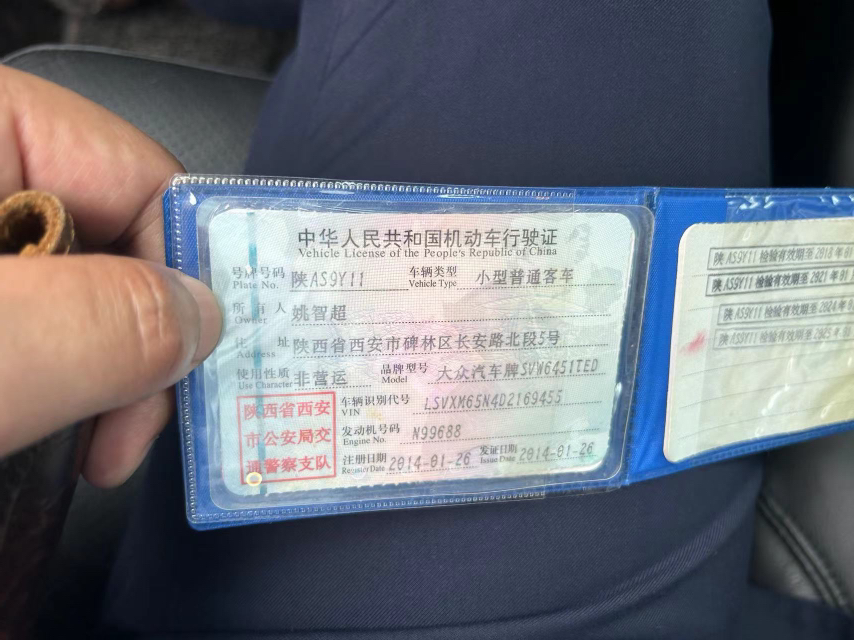 中华人民共和国机动车行驶证
Vehicle License of the People's Republic of China
号牌号码 陕AS9Y11 车辆类型 小型普通客车
Plate No. Vehicle Type
所有人 姚智超
Owner
住址 陕西省西安市碑林区长安路北段5号
Address
使用性质 非营运 品牌型号 大众汽车牌SVW6451TED
Use Character Model
陕西省西安
市公安局交
通警察支队
车辆识别代号 LSVXM65N4D2169455
VIN
发动机号码 N99688
Engine No.
注册日期 2014-01-26 发证日期 2014-01-26
Register Date Issue Date
陕AS9Y11检验有效期至2018年01
陕AS9Y11检验有效期至2021年01
陕AS9Y11检验有效期至2024年
陕AS9Y11检验有效期至2025年